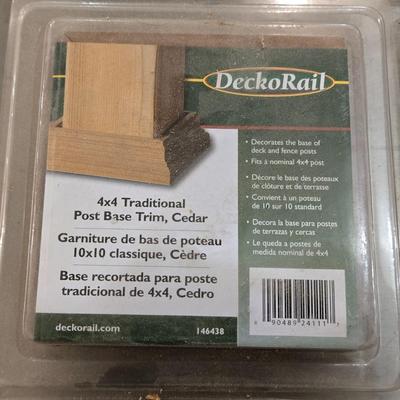 DeckoRail
• Decorates the base of
deck and fence posts
• Fits a nominal 4x4 post
• Décore le base des poteaux
de clôture et de terrasse
• Convient à un poteau
de 10 sur 10 standard
• Decora la base para postes
de terrazas y cercas
• Le queda a postes de
medida nominal de 4x4
4x4 Traditional
Post Base Trim, Cedar
Garniture de bas de poteau
10x10 classique, Cèdre
Base recortada para poste
tradicional de 4x4, Cedro
deckorail.com
146438
90489 24111